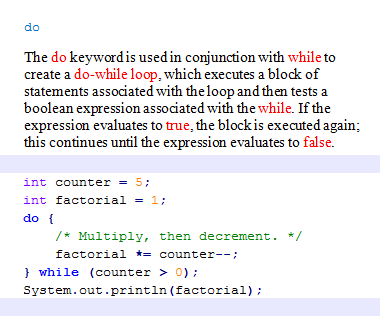 do
The do keyword is used in conjunction with while to
create a do-while loop, which executes a block of
statements associated with the loop and then tests a
boolean expression associated with the while. If the
expression evaluates to true, the block is executed again;
this continues until the expression evaluates to false.
int counter = 5;
int factorial = 1;
do {
    /* Multiply, then decrement. */
    factorial *= counter--;
} while (counter > 0);
System.out.println(factorial);